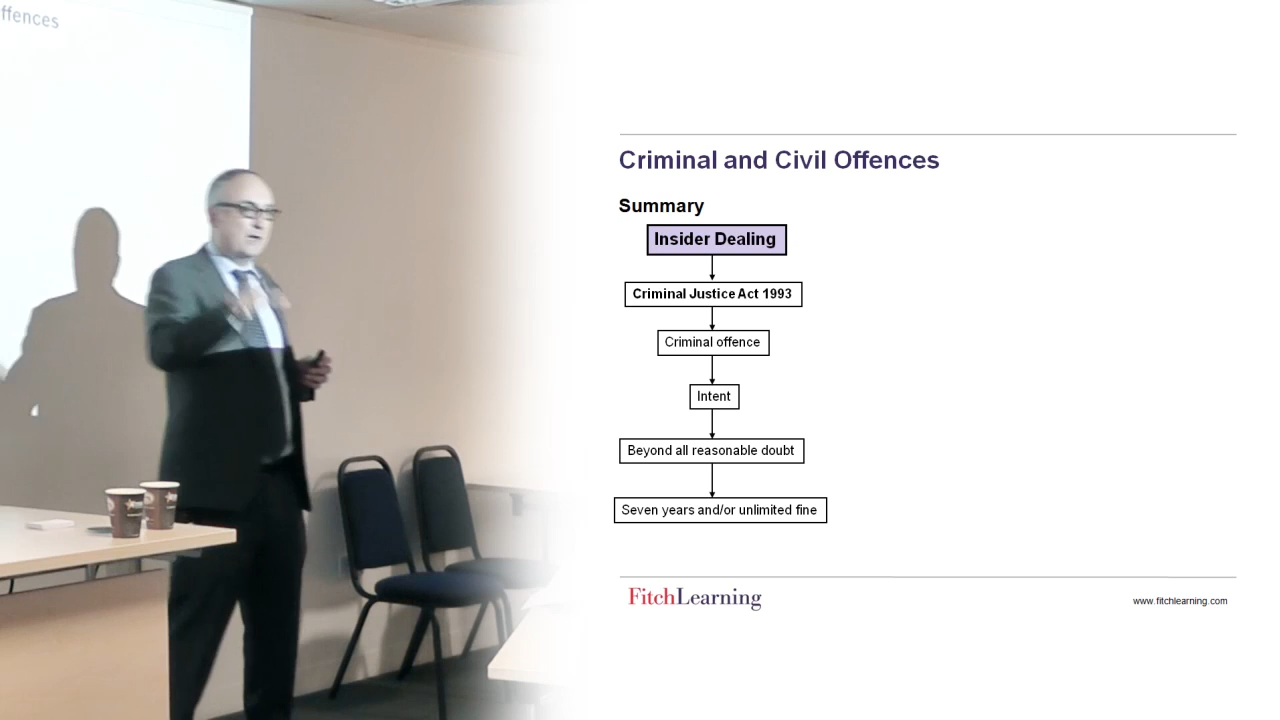 ffences
Criminal and Civil Offences
Summary
Insider Dealing
Criminal Justice Act 1993
Criminal offence
Intent
Beyond all reasonable doubt
Seven years and/or unlimited fine
FitchLearning
www.fitchlearning.com